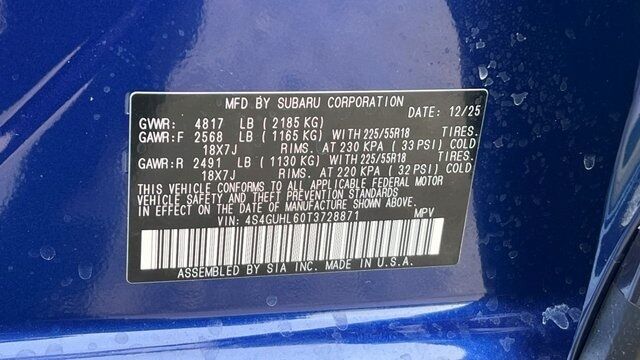 MFD BY SUBARU CORPORATION DATE: 12/25
GVWR: 4817 LB (2185 KG)
GAWR:F 2568 LB (1165 KG) WITH 225/55R18 TIRES.
18X7J RIMS. AT 230 KPA (33 PSI) COLD
GAWR:R 2491 LB (1130 KG) WITH 225/55R18 TIRES.
18X7J RIMS. AT 220 KPA (32 PSI) COLD
THIS VEHICLE CONFORMS TO ALL APPLICABLE FEDERAL MOTOR
VEHICLE SAFETY AND THEFT PREVENTION STANDARDS
IN EFFECT ON THE DATE OF MANUFACTURE SHOWN ABOVE.
VIN: 4S4GUHL60T3728871 MPV
ASSEMBLED BY SIA INC. MADE IN U.S.A.